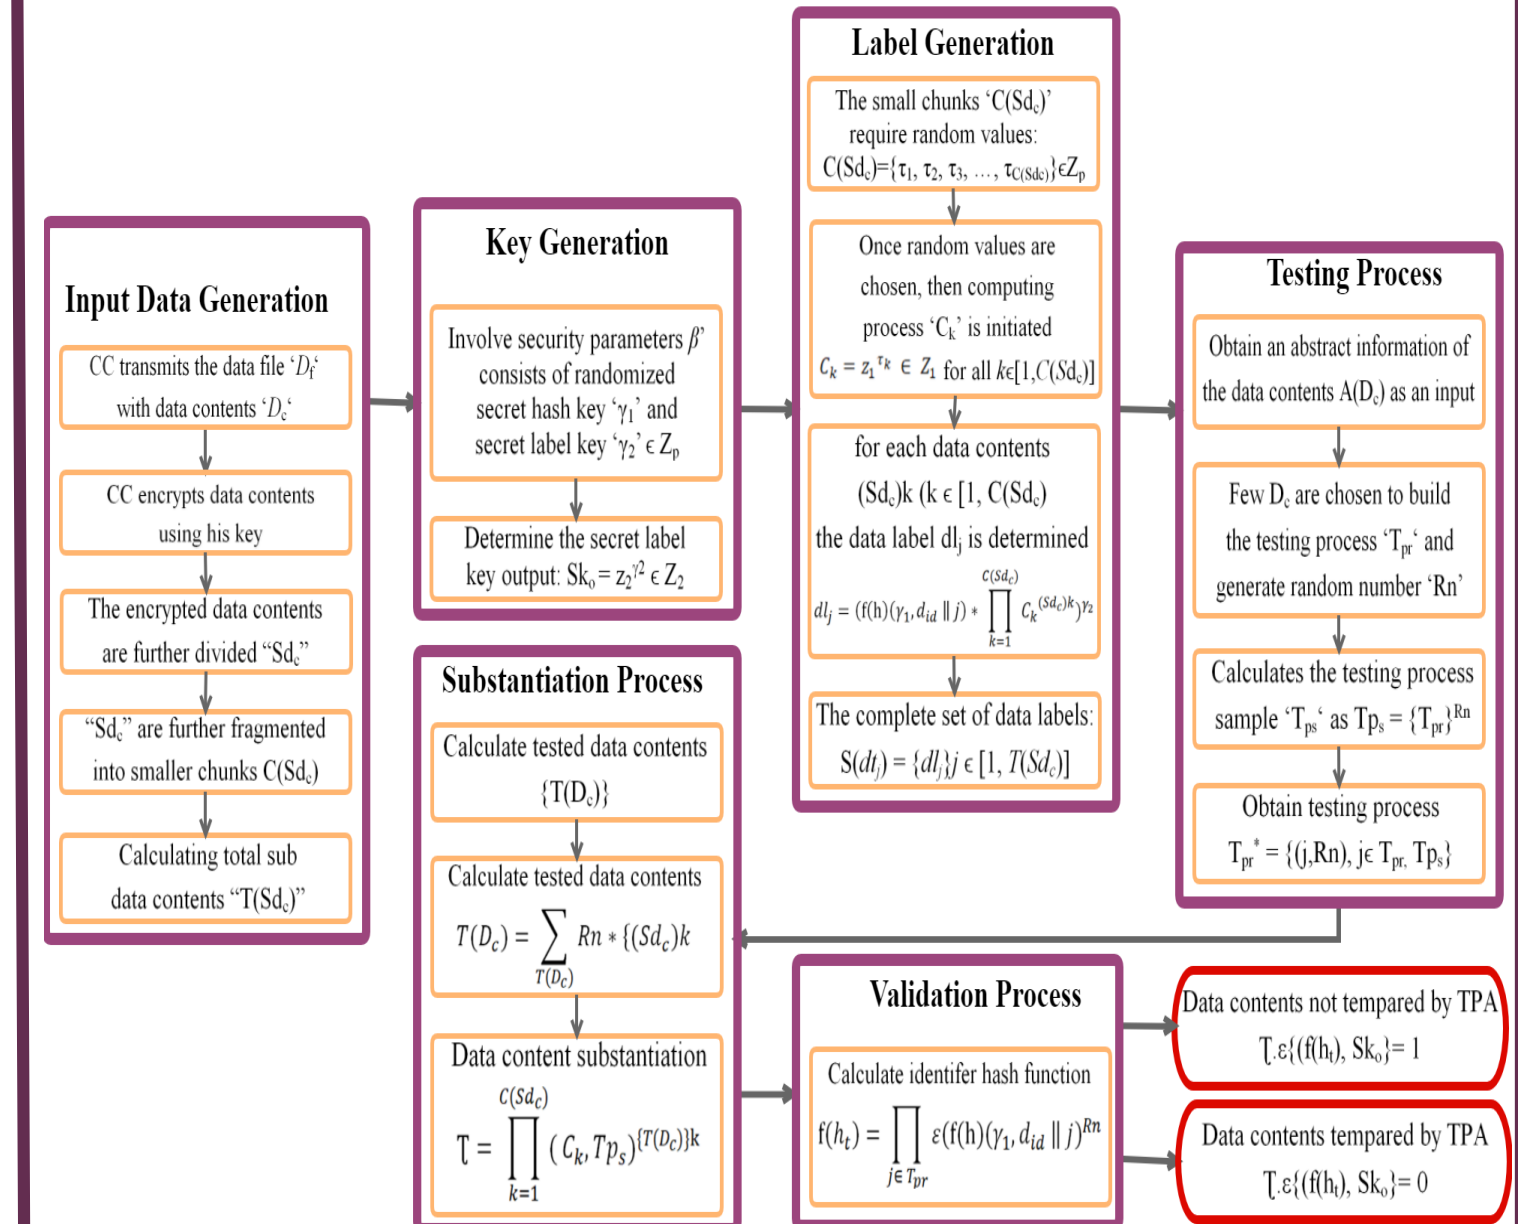 Input Data Generation
CC transmits the data file ‘D_f‘
with data contents ‘D_c‘
CC encrypts data contents
using his key
The encrypted data contents
are further divided “Sd_c”
“Sd_c” are further fragmented
into smaller chunks C(Sd_c)
Calculating total sub
data contents “T(Sd_c)”
Key Generation
Involve security parameters β’
consists of randomized
secret hash key ‘γ_1’ and
secret label key ‘γ_2’ ϵ Z_p
Determine the secret label
key output: Sk_o = z_2^γ2 ϵ Z_2
Label Generation
The small chunks ‘C(Sd_c)’
require random values:
C(Sd_c)={τ_1, τ_2, τ_3, …, τ_C(Sdc)}ϵZ_p
Once random values are
chosen, then computing
process ‘C_k’ is initiated
C_k = z_1^τ_k ∈ Z_1 for all kϵ[1,C(Sd_c)]
for each data contents
(Sd_c)k (k ϵ [1, C(Sd_c)
the data label dl_j is determined
dl_j = (f(h)(γ_1, d_id ∥ j) * ∏_{k=1}^{C(Sd_c)} C_k^(Sd_c)k)^γ_2
The complete set of data labels:
S(dt_j) = {dl_j}j ϵ [1, T(Sd_c)]
Testing Process
Obtain an abstract information of
the data contents A(D_c) as an input
Few D_c are chosen to build
the testing process ‘T_pr‘ and
generate random number ‘Rn’
Calculates the testing process
sample ‘T_ps‘ as Tp_s = {T_pr}^Rn
Obtain testing process
T_pr^* = {(j,Rn), jϵ T_pr, Tp_s}
Substantiation Process
Calculate tested data contents
{T(D_c)}
Calculate tested data contents
T(D_c) = ∑_{T(D_c)} Rn * {(Sd_c)k
Data content substantiation
Ʈ = ∏_{k=1}^{C(Sd_c)} (C_k, Tp_s)^{T(D_c)}k
Validation Process
Calculate identifer hash function
f(h_t) = ∏_{j∈T_pr} ε(f(h)(γ_1, d_id ∥ j)^Rn
Data contents not tempared by TPA
Ʈ.ε{(f(h_t), Sk_o}= 1
Data contents tempared by TPA
Ʈ.ε{(f(h_t), Sk_o}= 0